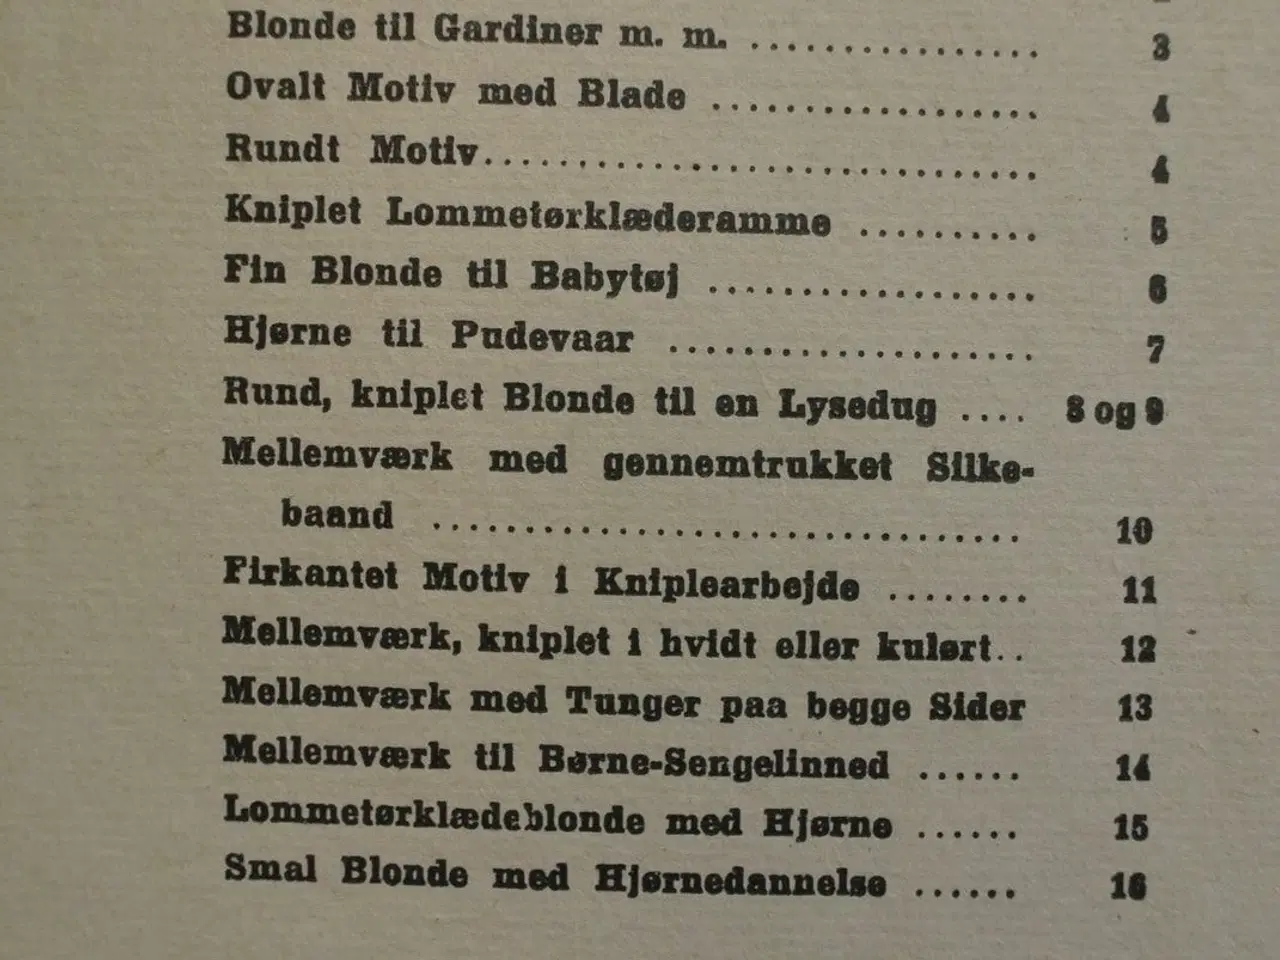 Blonde til Gardiner m. m. ................ 3
Ovalt Motiv med Blade .................. 4
Rundt Motiv.............................. 4
Kniplet Lommetørklæderamme .......... 5
Fin Blonde til Babytøj .................. 6
Hjørne til Pudevaar .................... 7
Rund, kniplet Blonde til en Lysedug .... 8 og 9
Mellemværk med gennemtrukket Silke-
baand ................................ 10
Firkantet Motiv i Kniplearbejde ........ 11
Mellemværk, kniplet i hvidt eller kulørt.. 12
Mellemværk med Tunger paa begge Sider 13
Mellemværk til Børne-Sengelinned ...... 14
Lommetørklædeblonde med Hjørne ...... 15
Smal Blonde med Hjørnedannelse ...... 16